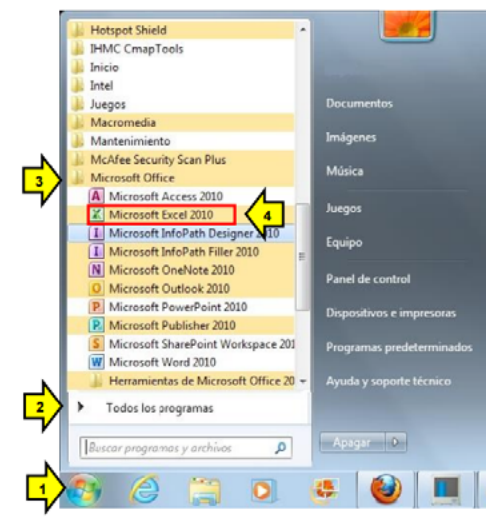 Hotspot Shield
IHMC CmapTools
Inicio
Intel
Juegos
Macromedia
Mantenimiento
McAfee Security Scan Plus
3
Microsoft Office
Microsoft Access 2010
Microsoft Excel 2010
4
Microsoft InfoPath Designer 2010
Microsoft InfoPath Filler 2010
Microsoft OneNote 2010
Microsoft Outlook 2010
Microsoft PowerPoint 2010
Microsoft Publisher 2010
Microsoft SharePoint Workspace 201
Microsoft Word 2010
Herramientas de Microsoft Office 20
2
Todos los programas
Buscar programas y archivos
1
Documentos
Imágenes
Música
Juegos
Equipo
Panel de control
Dispositivos e impresoras
Programas predeterminados
Ayuda y soporte técnico
Apagar